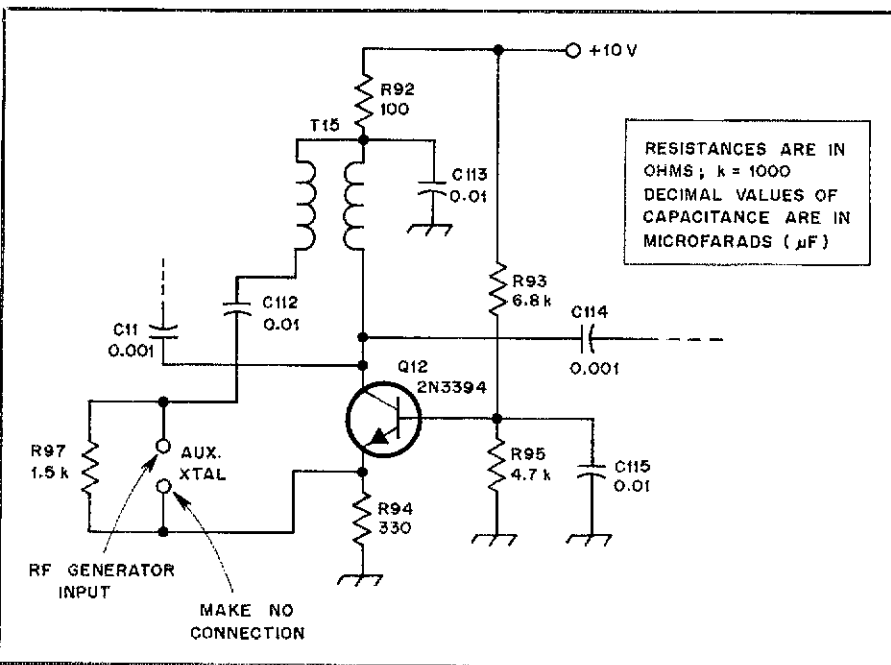 +10 V
R92
100
T15
C113
0.01
RESISTANCES ARE IN
OHMS; k = 1000
DECIMAL VALUES OF
CAPACITANCE ARE IN
MICROFARADS (µF)
R93
6.8 k
C112
0.01
C11
0.001
C114
0.001
Q12
2N3394
R97
1.5 k
AUX.
XTAL
R95
4.7 k
C115
0.01
R94
330
RF GENERATOR
INPUT
MAKE NO
CONNECTION